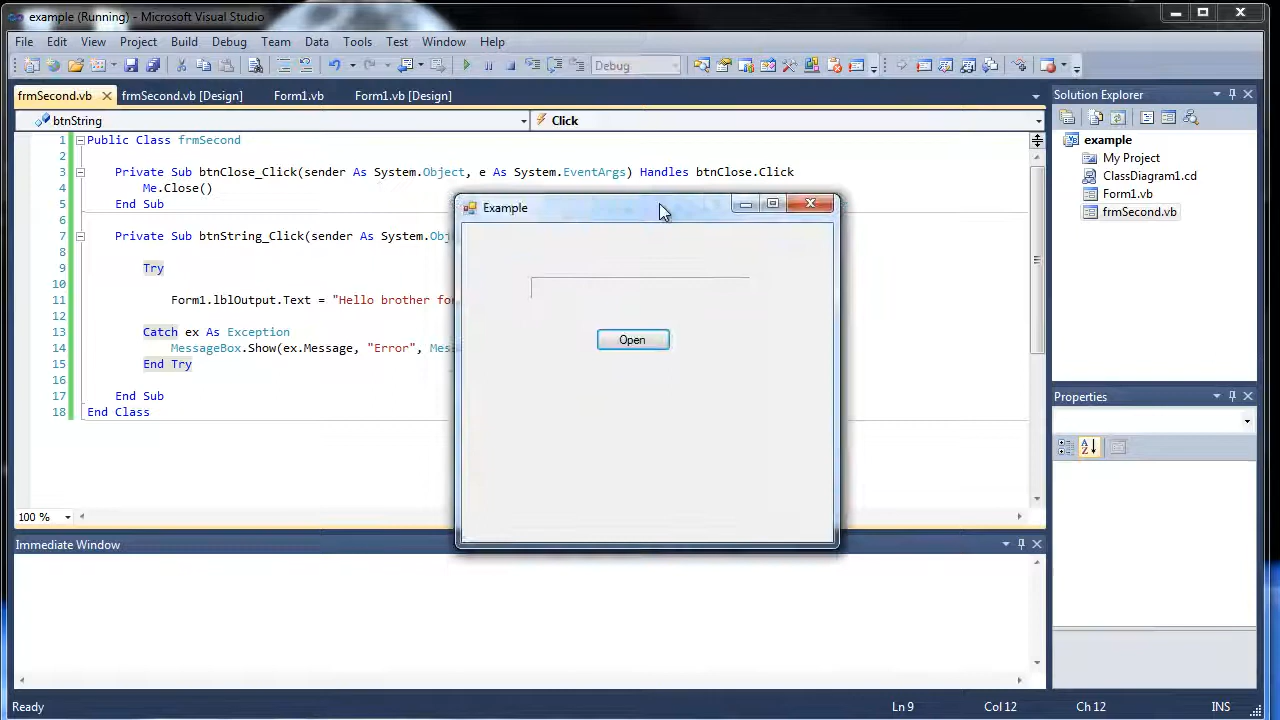 example (Running) - Microsoft Visual Studio
File Edit View Project Build Debug Team Data Tools Test Window Help
Debug
frmSecond.vb frmSecond.vb [Design] Form1.vb Form1.vb [Design]
btnString Click
1 Public Class frmSecond
2
3 Private Sub btnClose_Click(sender As System.Object, e As System.EventArgs) Handles btnClose.Click
4 Me.Close()
5 End Sub
6
7 Private Sub btnString_Click(sender As System.Obj
8
9 Try
10
11 Form1.lblOutput.Text = "Hello brother
12
13 Catch ex As Exception
14 MessageBox.Show(ex.Message, "Error",
15 End Try
16
17 End Sub
18 End Class
100 %
Example
Open
Solution Explorer
example
My Project
ClassDiagram1.cd
Form1.vb
frmSecond.vb
Properties
Immediate Window
Ready Ln 9 Col 12 Ch 12 INS